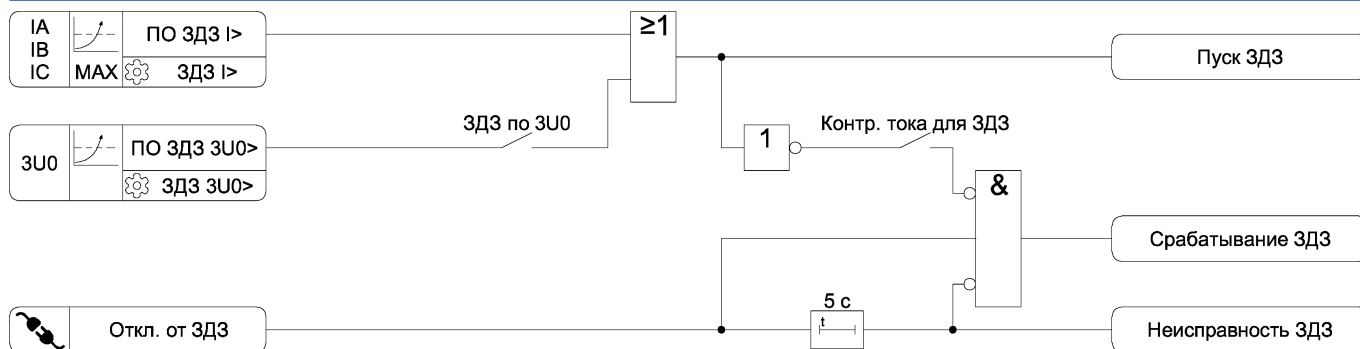 IA
IB
IC
MAX
ПО ЗДЗ I>
ЗДЗ I>
≥1
Пуск ЗДЗ
3U0
ПО ЗДЗ 3U0>
ЗДЗ 3U0>
ЗДЗ по 3U0
1
Контр. тока для ЗДЗ
&
Срабатывание ЗДЗ
Откл. от ЗДЗ
5 с
t
Неисправность ЗДЗ